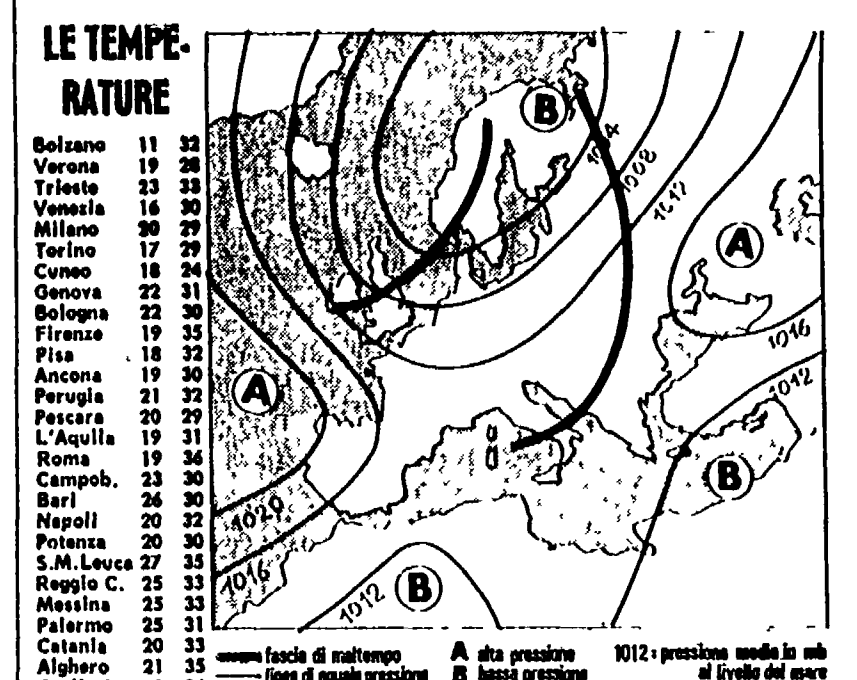 LE TEMPE-
RATURE
Bolzano 11 32
Verona 19 28
Trieste 23 33
Venezia 16 30
Milano 20 29
Torino 17 29
Cuneo 18 24
Genova 22 31
Bologna 22 30
Firenze 19 35
Pisa 18 32
Ancona 19 30
Perugia 21 32
Pescara 20 29
L'Aquila 19 31
Roma 19 36
Campob. 23 30
Bari 26 30
Napoli 20 32
Potenza 20 30
S.M.Leuca 27 35
Reggio C. 25 33
Messina 25 33
Palermo 25 31
Catania 20 33
Alghero 21 35
B
1004
1008
1012
A
1016
1012
A
B
1020
1016
1012
B
fascia di maltempo
linea di eguale pressione
A alta pressione
B bassa pressione
1012 : pressione media in mb
al livello del mare